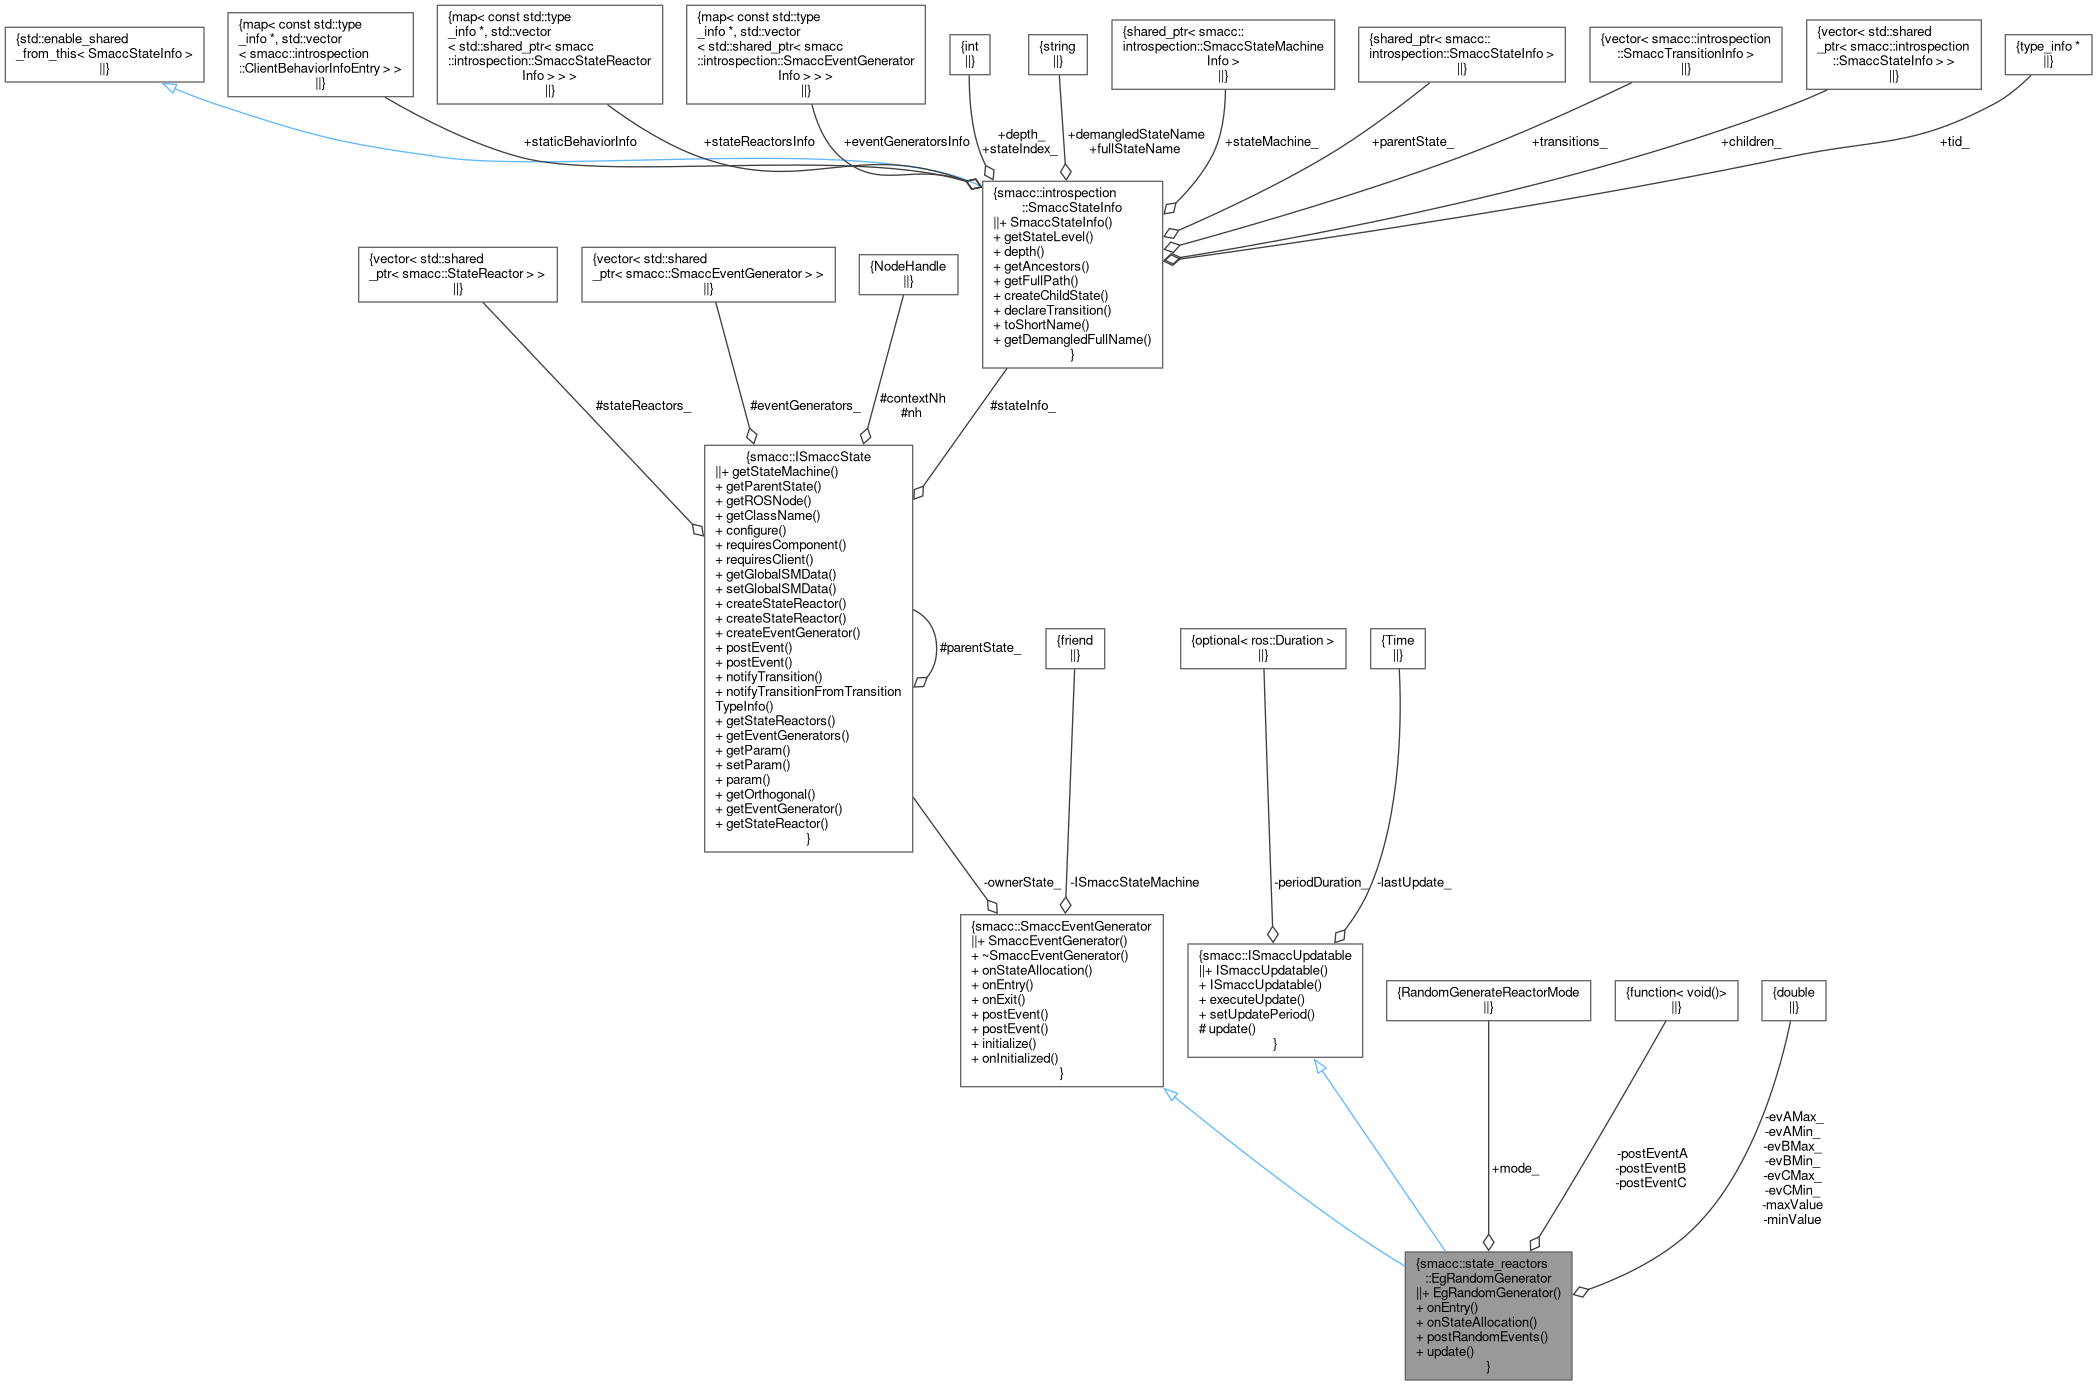 {std::enable_shared
_from_this< SmaccStateInfo >
||}
{map< const std::type
_info *, std::vector
< smacc::introspection
::ClientBehaviorInfoEntry > >
||}
{map< const std::type
_info *, std::vector
< std::shared_ptr< smacc
::introspection::SmaccStateReactor
Info > > >
||}
{map< const std::type
_info *, std::vector
< std::shared_ptr< smacc
::introspection::SmaccEventGenerator
Info > > >
||}
{int
||}
{string
||}
{shared_ptr< smacc::
introspection::SmaccStateMachine
Info >
||}
{shared_ptr< smacc::
introspection::SmaccStateInfo >
||}
{vector< smacc::introspection
::SmaccTransitionInfo >
||}
{vector< std::shared
_ptr< smacc::introspection
::SmaccStateInfo > >
||}
{type_info *
||}
+staticBehaviorInfo
+stateReactorsInfo
+eventGeneratorsInfo
+depth_
+stateIndex_
+demangledStateName
+fullStateName
+stateMachine_
+parentState_
+transitions_
+children_
+tid_
{smacc::introspection
::SmaccStateInfo
||+ SmaccStateInfo()
+ getStateLevel()
+ depth()
+ getAncestors()
+ getFullPath()
+ createChildState()
+ declareTransition()
+ toShortName()
+ getDemangledFullName()
}
{vector< std::shared
_ptr< smacc::StateReactor > >
||}
{vector< std::shared
_ptr< smacc::SmaccEventGenerator > >
||}
{NodeHandle
||}
#stateReactors_
#eventGenerators_
#contextNh
#nh
#stateInfo_
{smacc::ISmaccState
||+ getStateMachine()
+ getParentState()
+ getROSNode()
+ getClassName()
+ configure()
+ requiresComponent()
+ requiresClient()
+ getGlobalSMData()
+ setGlobalSMData()
+ createStateReactor()
+ createStateReactor()
+ createEventGenerator()
+ postEvent()
+ postEvent()
+ notifyTransition()
+ notifyTransitionFromTransition
TypeInfo()
+ getStateReactors()
+ getEventGenerators()
+ getParam()
+ setParam()
+ param()
+ getOrthogonal()
+ getEventGenerator()
+ getStateReactor()
}
#parentState_
{friend
||}
{optional< ros::Duration >
||}
{Time
||}
-ownerState_
-ISmaccStateMachine
-periodDuration_
-lastUpdate_
{smacc::SmaccEventGenerator
||+ SmaccEventGenerator()
+ ~SmaccEventGenerator()
+ onStateAllocation()
+ onEntry()
+ onExit()
+ postEvent()
+ postEvent()
+ initialize()
+ onInitialized()
}
{smacc::ISmaccUpdatable
||+ ISmaccUpdatable()
+ ISmaccUpdatable()
+ executeUpdate()
+ setUpdatePeriod()
# update()
}
{RandomGenerateReactorMode
||}
{function< void()>
||}
{double
||}
+mode_
-postEventA
-postEventB
-postEventC
-evAMax_
-evAMin_
-evBMax_
-evBMin_
-evCMax_
-evCMin_
-maxValue
-minValue
{smacc::state_reactors
::EgRandomGenerator
||+ EgRandomGenerator()
+ onEntry()
+ onStateAllocation()
+ postRandomEvents()
+ update()
}